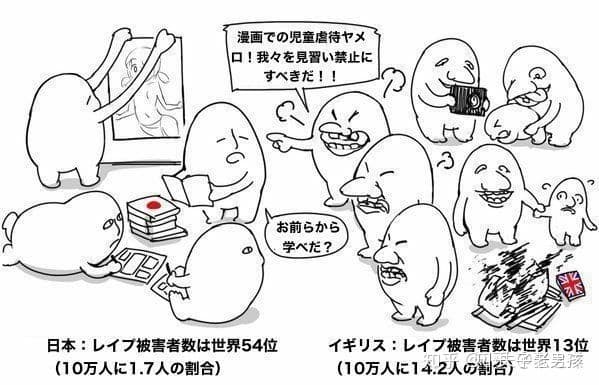 漫画での児童虐待ヤメ
ロ！我々を見習い禁止に
すべきだ！！
お前らから
学べだ？
日本：レイプ被害者数は世界54位
（10万人に1.7人の割合）
イギリス：レイプ被害者数は世界13位
（10万人に14.2人の割合）
知乎